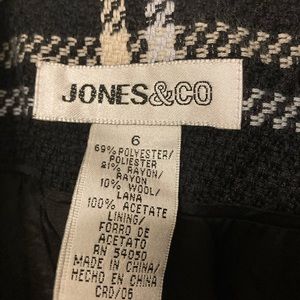 JONES&CO
6
69% POLYESTER/
POLIESTER
21% RAYON/
RAYON
10% WOOL/
LANA
100% ACETATE
LINING/
FORRO DE
ACETATO
RN 54050
MADE IN CHINA/
HECHO EN CHINA
CRD/06